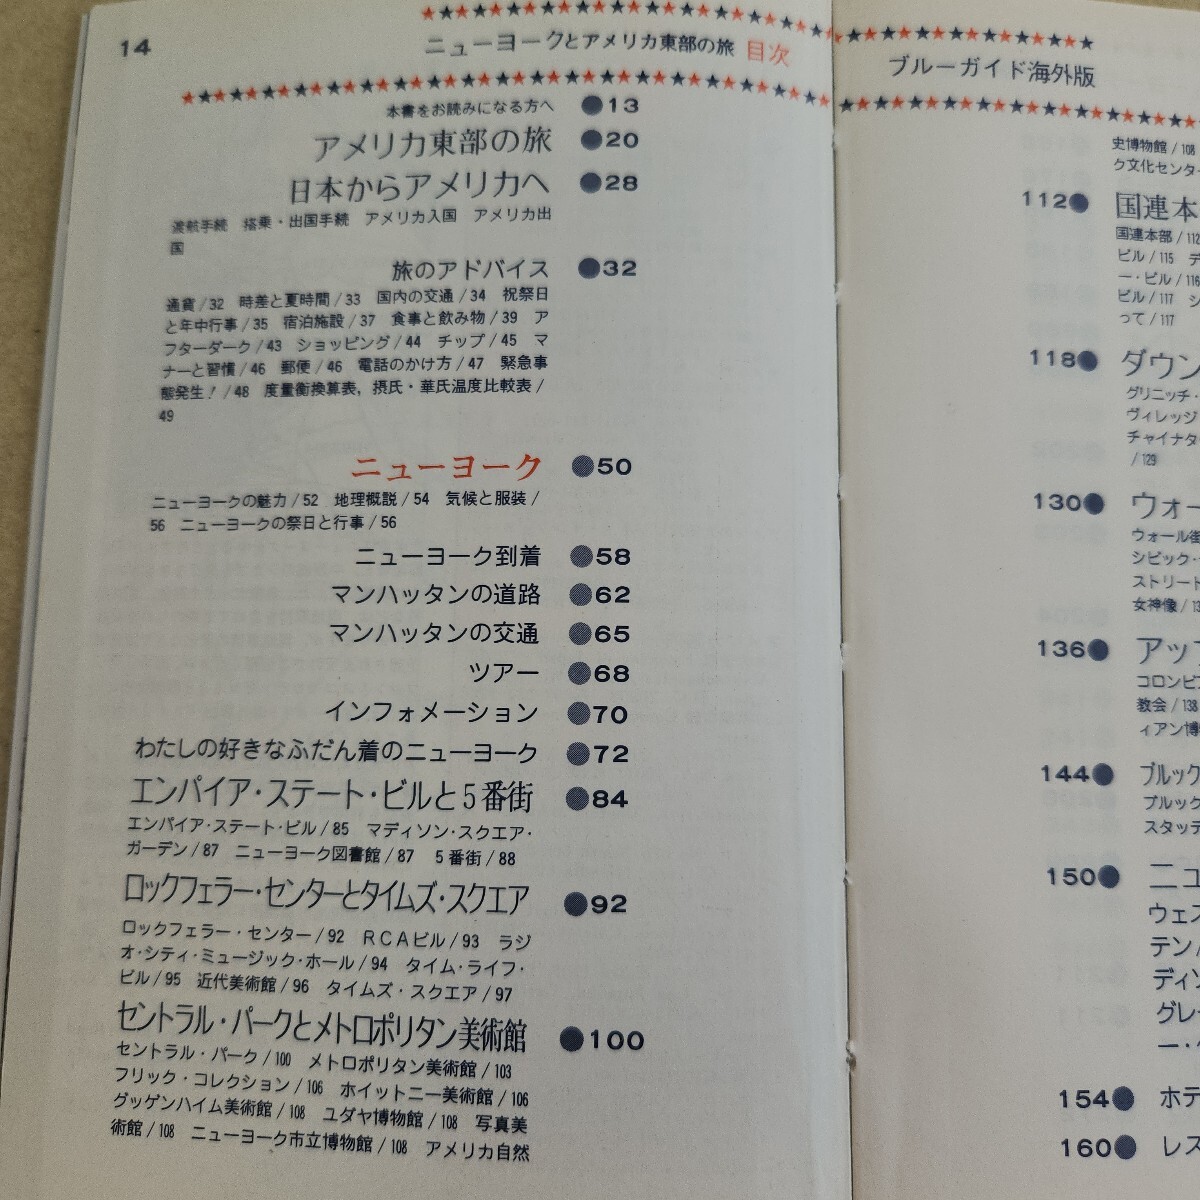 14
ニューヨークとアメリカ東部の旅 目次
本書をお読みになる方へ ●13
アメリカ東部の旅 ●20
日本からアメリカへ ●28
渡航手続 搭乗・出国手続 アメリカ入国 アメリカ出
国
旅のアドバイス ●32
通貨/32 時差と夏時間/33 国内の交通/34 祝祭日
と年中行事/35 宿泊施設/37 食事と飲み物/39 ア
フターダーク/43 ショッピング/44 チップ/45 マ
ナーと習慣/46 郵便/46 電話のかけ方/47 緊急事
態発生！/48 度量衡換算表，摂氏・華氏温度比較表/
49
ニューヨーク ●50
ニューヨークの魅力/52 地理概説/54 気候と服装/
56 ニューヨークの祭日と行事/56
ニューヨーク到着 ●58
マンハッタンの道路 ●62
マンハッタンの交通 ●65
ツアー ●68
インフォメーション ●70
わたしの好きなふだん着のニューヨーク ●72
エンパイア・ステート・ビルと5番街 ●84
エンパイア・ステート・ビル/85 マディソン・スクエア・
ガーデン/87 ニューヨーク図書館/87 5番街/88
ロックフェラー・センターとタイムズ・スクエア ●92
ロックフェラー・センター/92 RCAビル/93 ラジ
オ・シティ・ミュージック・ホール/94 タイム・ライフ・
ビル/95 近代美術館/96 タイムズ・スクエア/97
セントラル・パークとメトロポリタン美術館 ●100
セントラル・パーク/100 メトロポリタン美術館/103
フリック・コレクション/106 ホイットニー美術館/106
グッゲンハイム美術館/108 ユダヤ博物館/108 写真美
術館/108 ニューヨーク市立博物館/108 アメリカ自然
ブルーガイド海外版
史博物館/108
ク文化センター
112● 国連本
国連本部/112
ビル/115 デ
ー・ビル/116
ビル/117 シ
って/117
118● ダウン
グリニッチ・
ヴィレッジ
チャイナタ
/129
130● ウォー
ウォール街
シビック・
ストリート
女神像/13
136● アップ
コロンビア
教会/138
ィアン博
144● ブルック
ブルック
スタッテ
150● ニュ
ウェス
テン/
ディソ
グレ
ー・
154● ホテ
160● レス